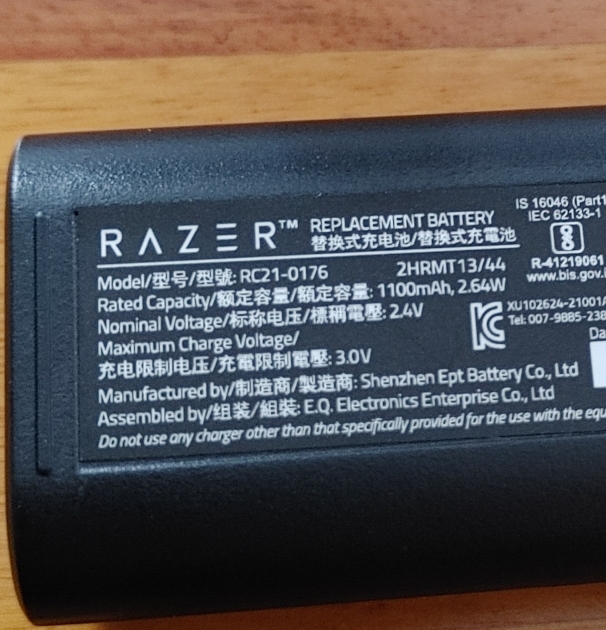 RAZER™ REPLACEMENT BATTERY
替换式充电池/替換式充電池
Model/型号/型號: RC21-0176 2HRMT13/44
Rated Capacity/额定容量/額定容量: 1100mAh, 2.64W
Nominal Voltage/标称电压/標稱電壓: 2.4V
Maximum Charge Voltage/
充电限制电压/充電限制電壓: 3.0V
Manufactured by/制造商/製造商: Shenzhen Ept Battery Co., Ltd
Assembled by/组装/組裝: E.Q. Electronics Enterprise Co., Ltd
Do not use any charger other than that specifically provided for the use with the equ
IS 16046 (Part1
IEC 62133-1
R-41219061
www.bis.gov.i
XU102624-21001/
Tel: 007-9885-238
Da